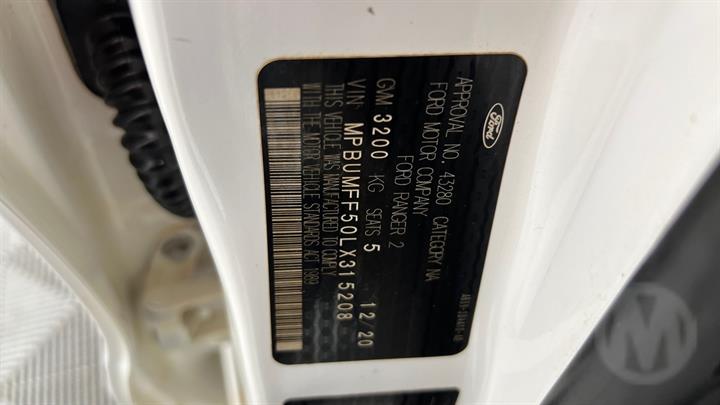 Ford
APPROVAL NO. 43280 CATEGORY NA
FORD MOTOR COMPANY
FORD RANGER 2
GVM 3200 KG SEATS 5 12/20
VIN MPBUMFF50LX315208
THIS VEHICLE WAS MANUFACTURED TO COMPLY
WITH THE MOTOR VEHICLE STANDARDS ACT 1989
M